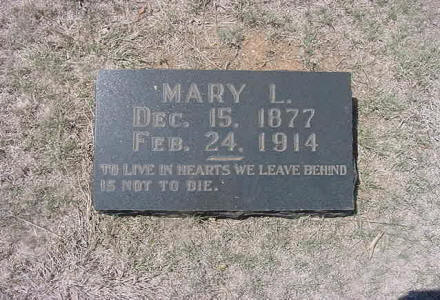 MARY L.
DEC. 15, 1877
FEB. 24, 1914
TO LIVE IN HEARTS WE LEAVE BEHIND
IS NOT TO DIE.